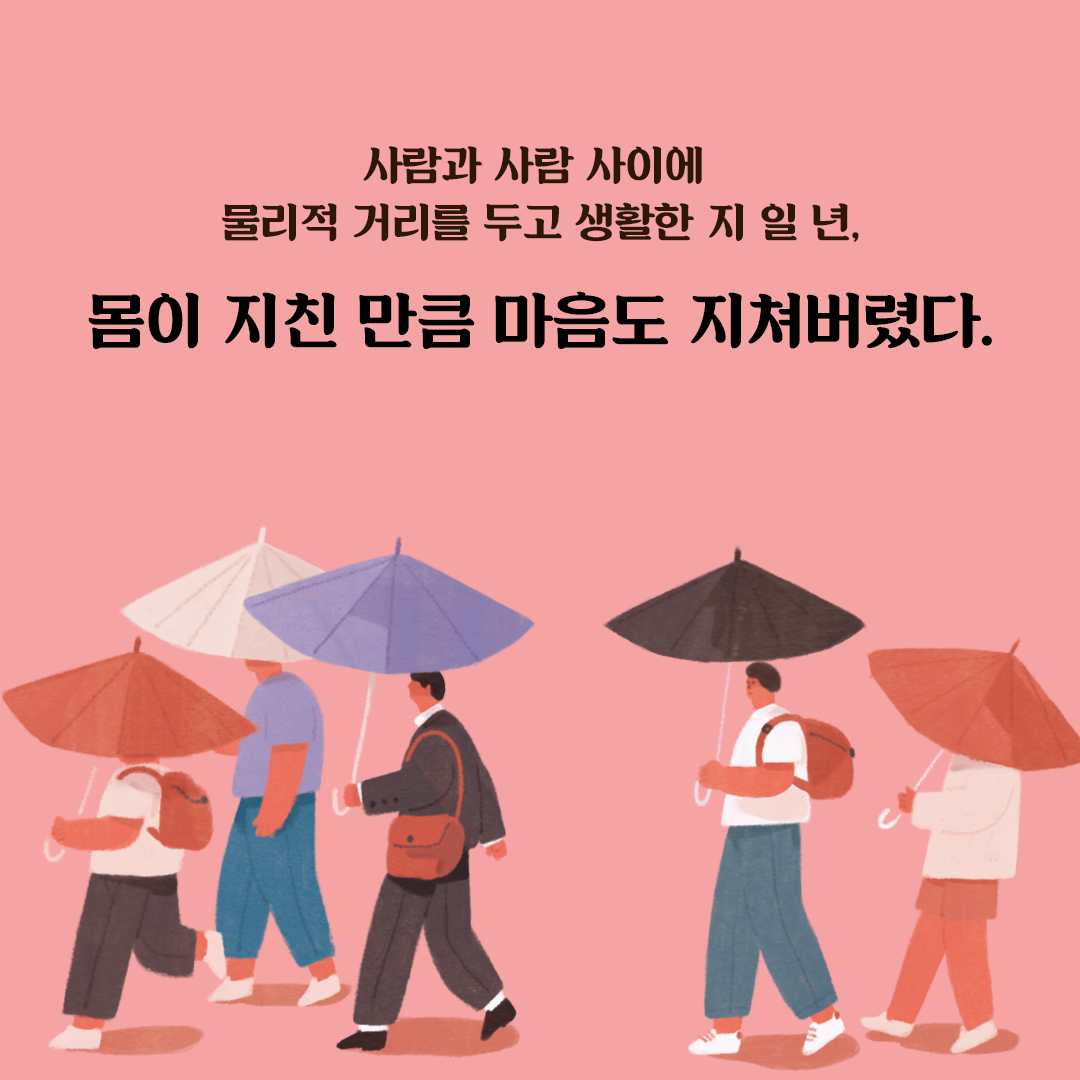 사람과 사람 사이에
물리적 거리를 두고 생활한 지 일 년,
몸이 지친 만큼 마음도 지쳐버렸다.